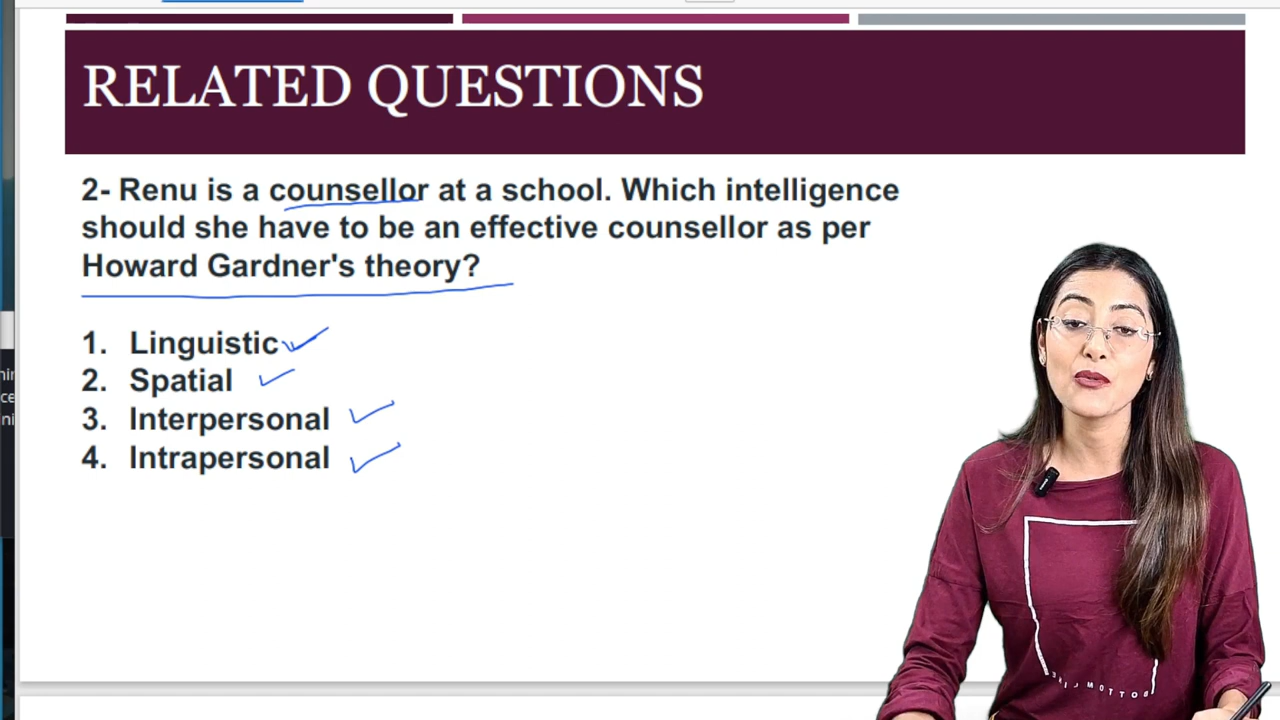 RELATED QUESTIONS
2- Renu is a counsellor at a school. Which intelligence
should she have to be an effective counsellor as per
Howard Gardner's theory?
1. Linguistic
2. Spatial
3. Interpersonal
4. Intrapersonal